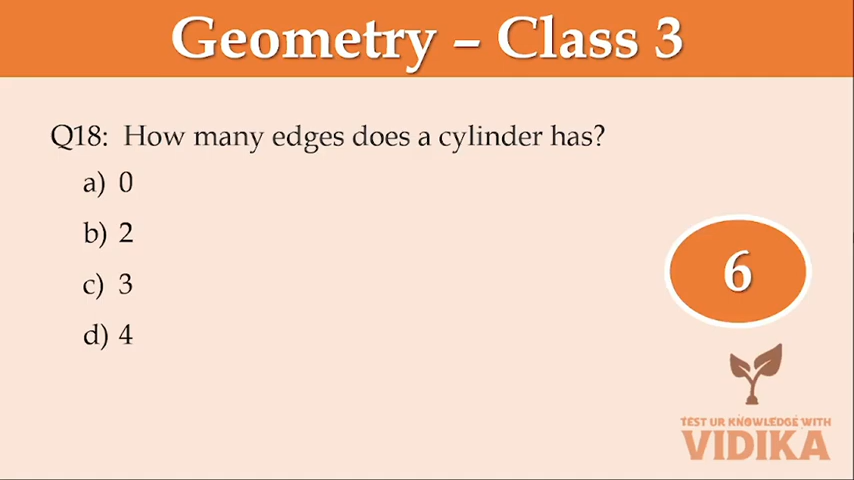 Geometry – Class 3
Q18: How many edges does a cylinder has?
a) 0
b) 2
c) 3
d) 4
6
TEST UR KNOWLEDGE WITH
VIDIKA